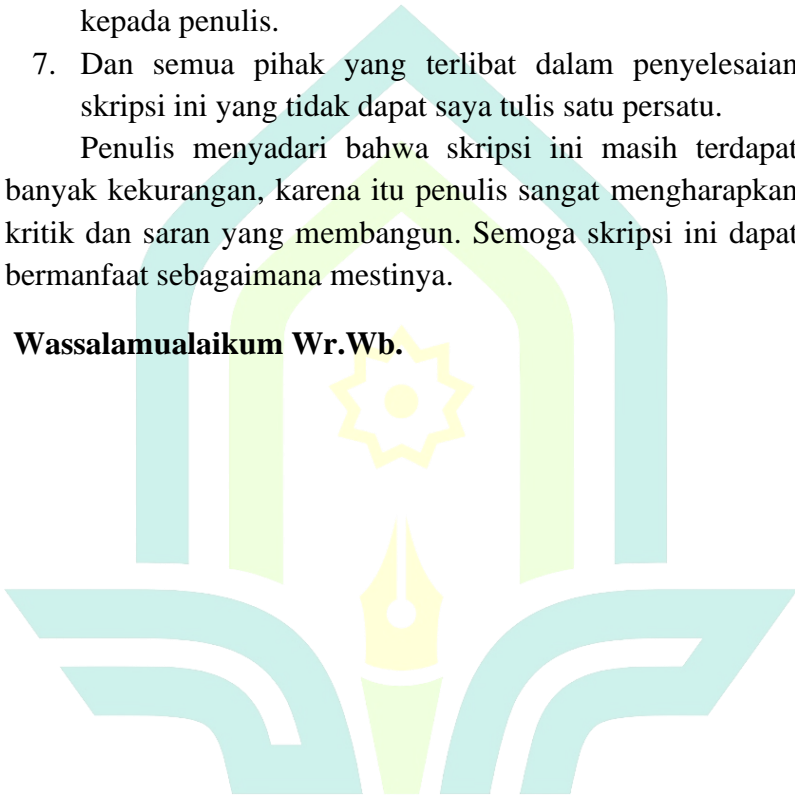 kepada penulis.
7. Dan semua pihak yang terlibat dalam penyelesaian
skripsi ini yang tidak dapat saya tulis satu persatu.
Penulis menyadari bahwa skripsi ini masih terdapat
banyak kekurangan, karena itu penulis sangat mengharapkan
kritik dan saran yang membangun. Semoga skripsi ini dapat
bermanfaat sebagaimana mestinya.
Wassalamualaikum Wr.Wb.